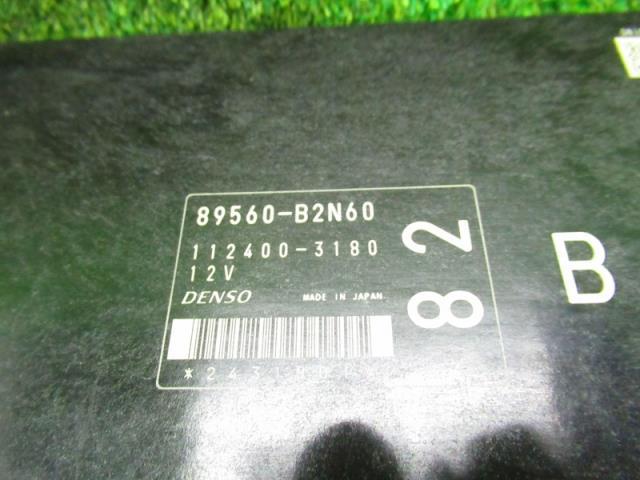 89560-B2N60
112400-3180
12V
DENSO MADE IN JAPAN
82
B